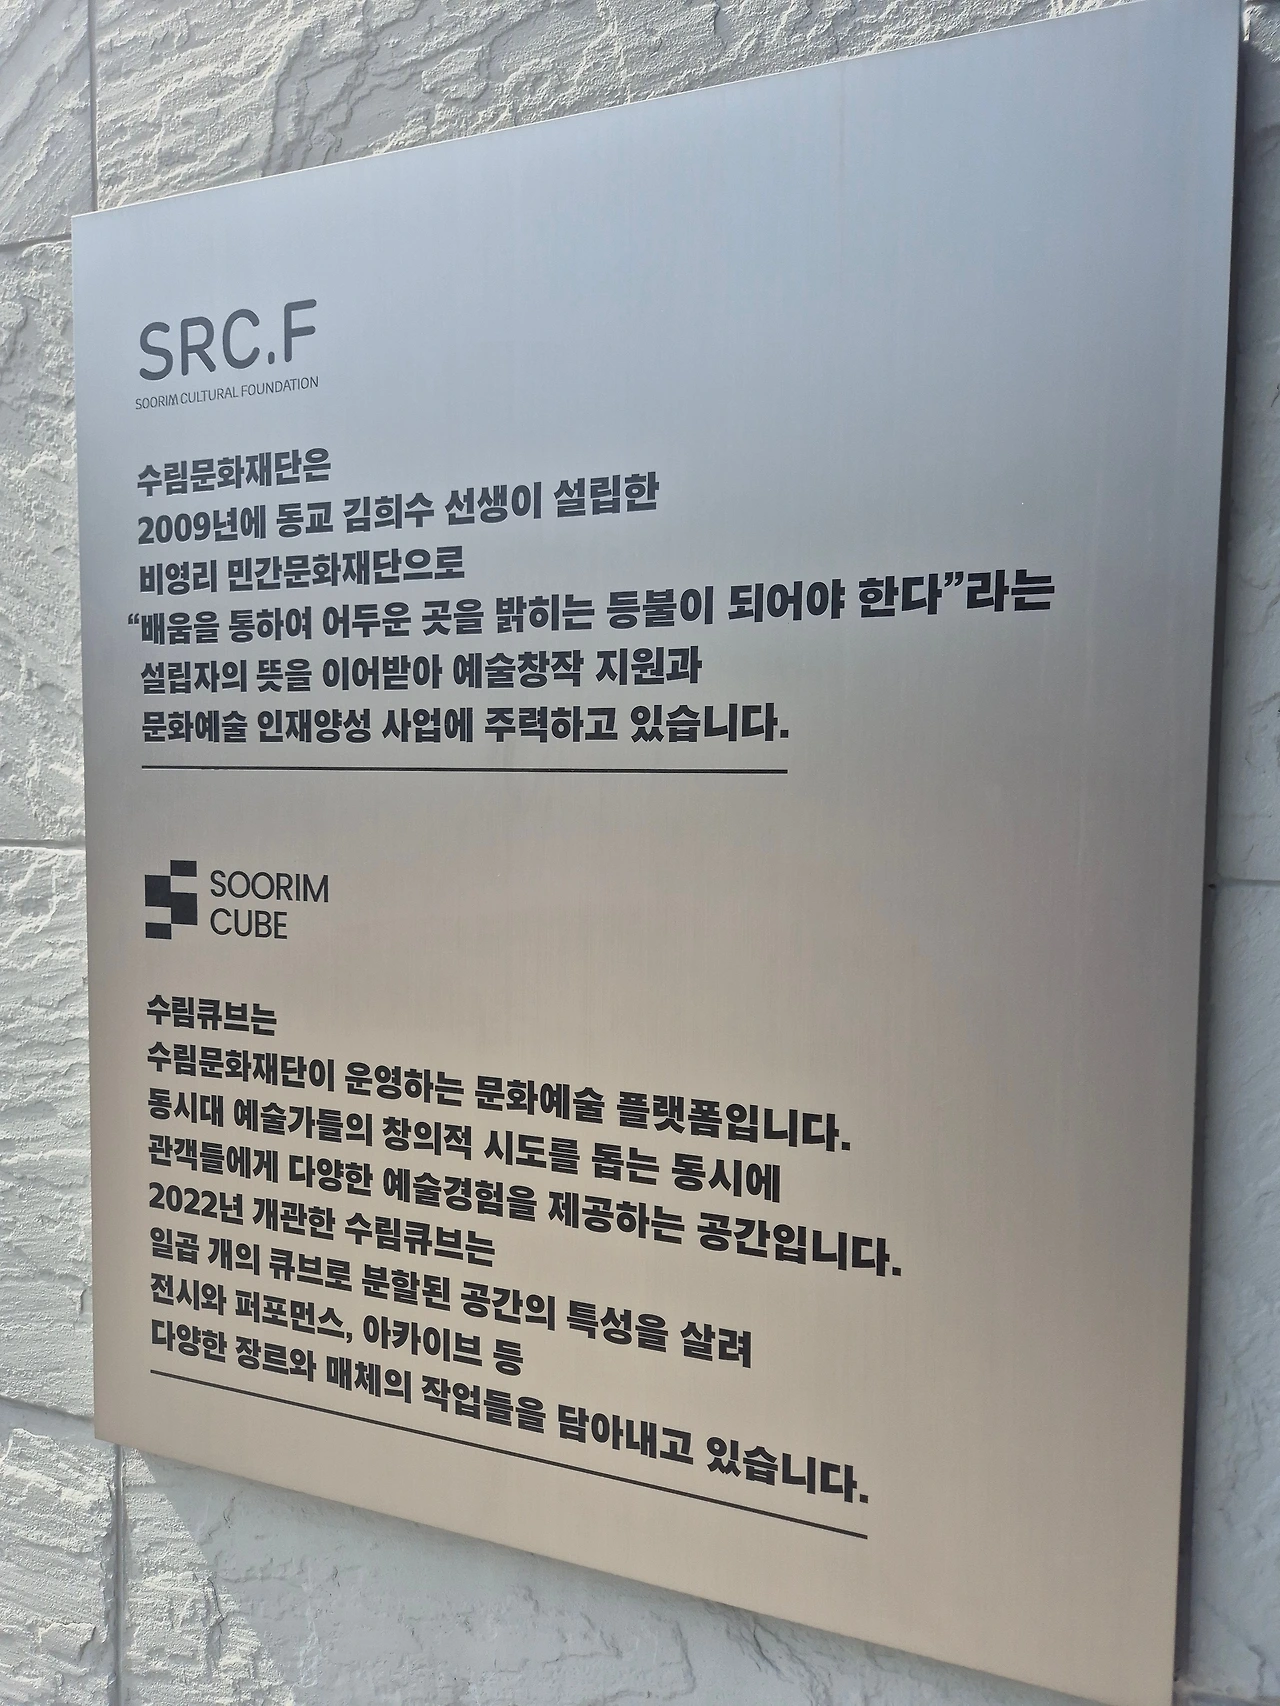 SRC.F
SOORIM CULTURAL FOUNDATION
수림문화재단은
2009년에 동교 김희수 선생이 설립한
비영리 민간문화재단으로
“배움을 통하여 어두운 곳을 밝히는 등불이 되어야 한다”라는
설립자의 뜻을 이어받아 예술창작 지원과
문화예술 인재양성 사업에 주력하고 있습니다.
SOORIM
CUBE
수림큐브는
수림문화재단이 운영하는 문화예술 플랫폼입니다.
동시대 예술가들의 창의적 시도를 돕는 동시에
관객들에게 다양한 예술경험을 제공하는 공간입니다.
2022년 개관한 수림큐브는
일곱 개의 큐브로 분할된 공간의 특성을 살려
전시와 퍼포먼스, 아카이브 등
다양한 장르와 매체의 작업들을 담아내고 있습니다.